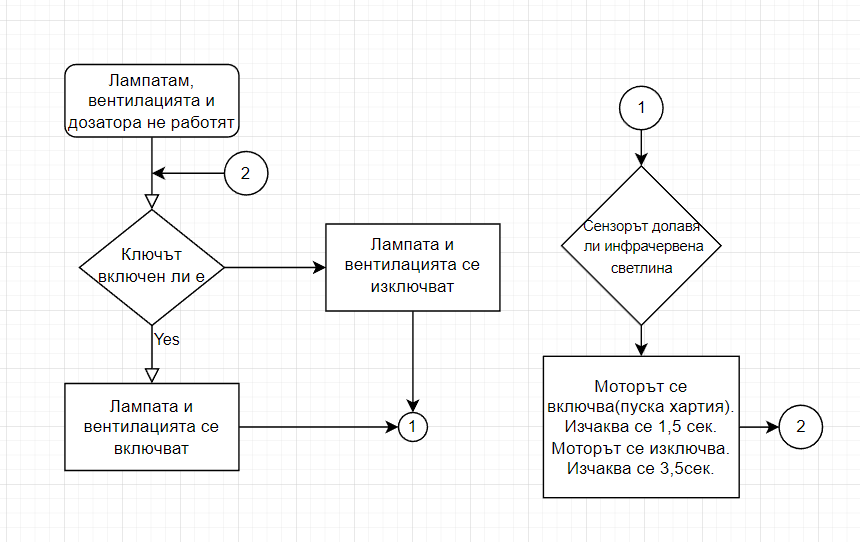 Лампатам,
вентилацията и
дозатора не работят
2
Ключът
включен ли е
Yes
Лампата и
вентилацията се
включват
Лампата и
вентилацията се
изключват
1
1
Сензорът долавя
ли инфрачервена
светлина
Моторът се
включва(пуска хартия).
Изчаква се 1,5 сек.
Моторът се изключва.
Изчаква се 3,5сек.
2